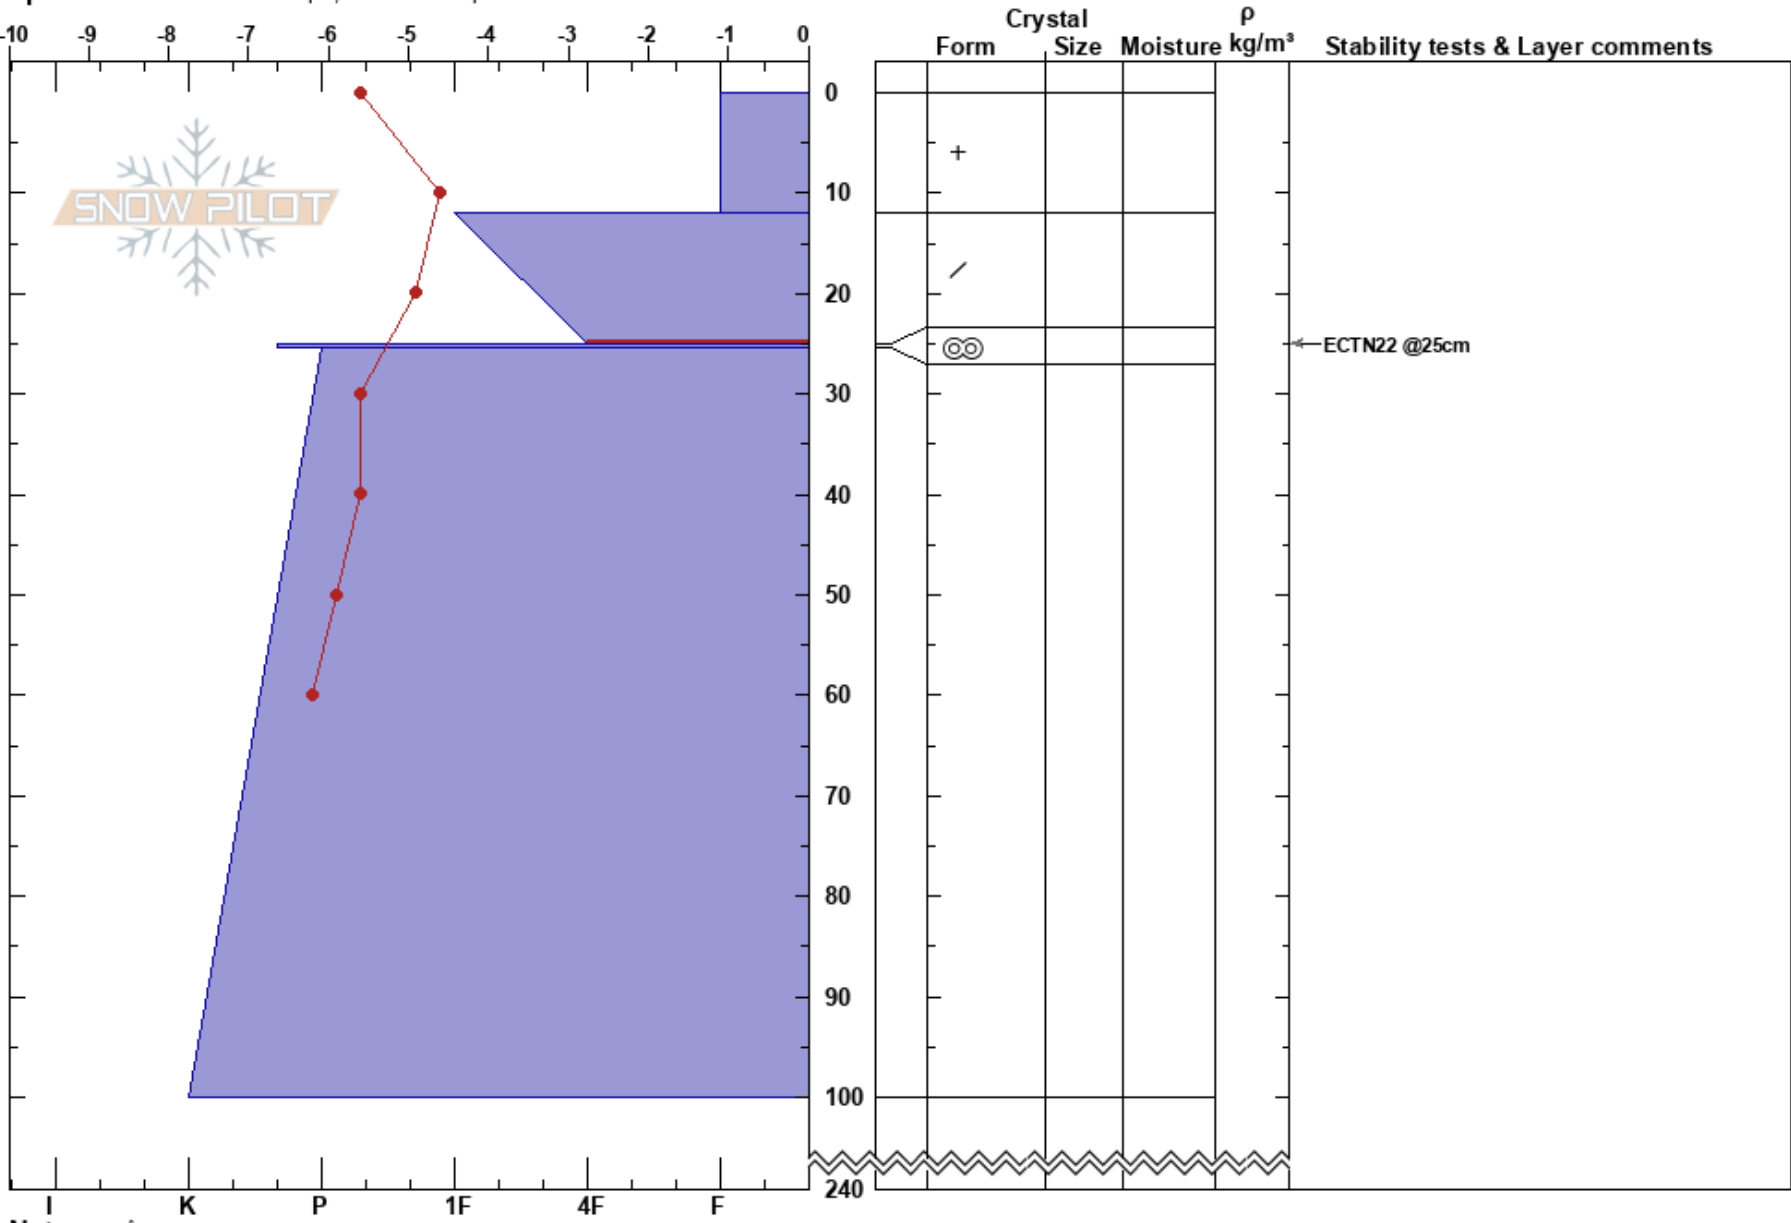 -10 -9 -8 -7 -6 -5 -4 -3 -2 -1 0
Crystal ρ
Form Size Moisture kg/m³ Stability tests & Layer comments
0
10
SNOW PILOT
20
ECTN22 @25cm
30
40
50
60
70
80
90
100
240
I K P 1F 4F F